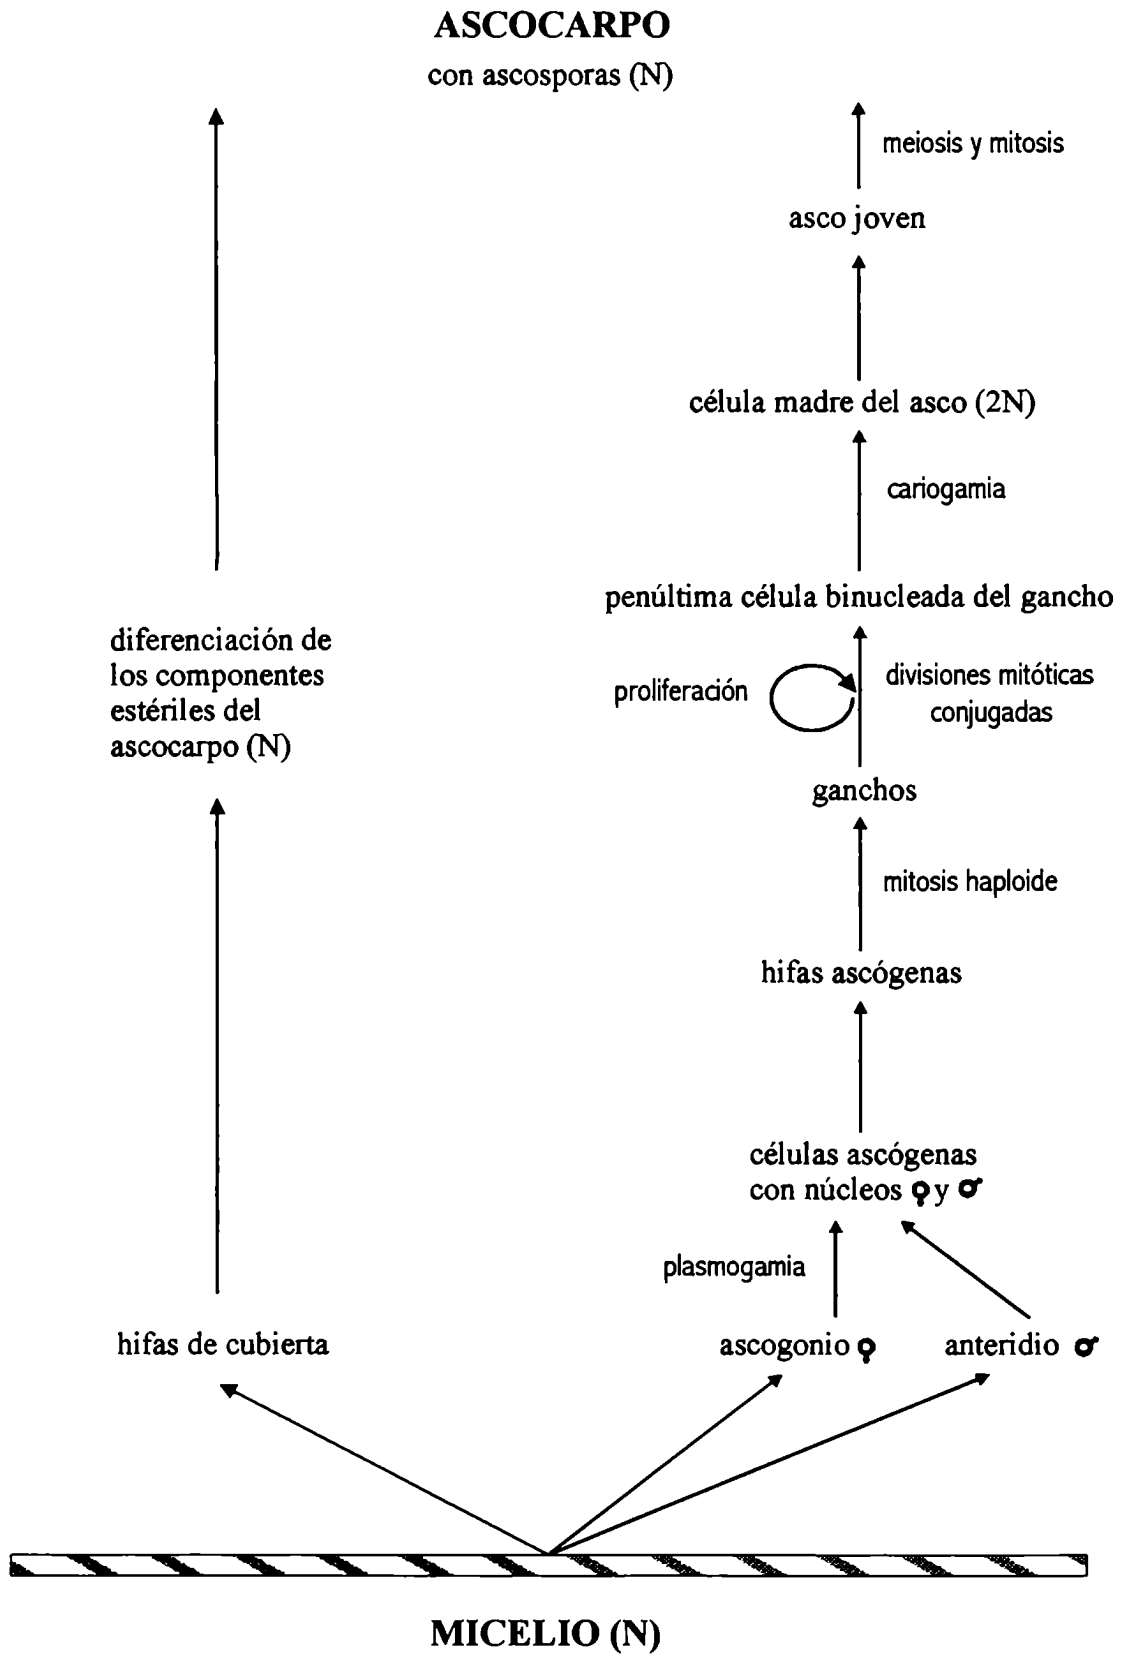 ASCOCARPO
con ascosporas (N)
meiosis y mitosis
asco joven
célula madre del asco (2N)
cariogamia
penúltima célula binucleada del gancho
diferenciación de
los componentes
estériles del
ascocarpo (N)
proliferación
divisiones mitóticas
conjugadas
ganchos
mitosis haploide
hifas ascógenas
células ascógenas
con núcleos ♀ y ♂
plasmogamia
hifas de cubierta
ascogonio ♀
anteridio ♂
MICELIO (N)